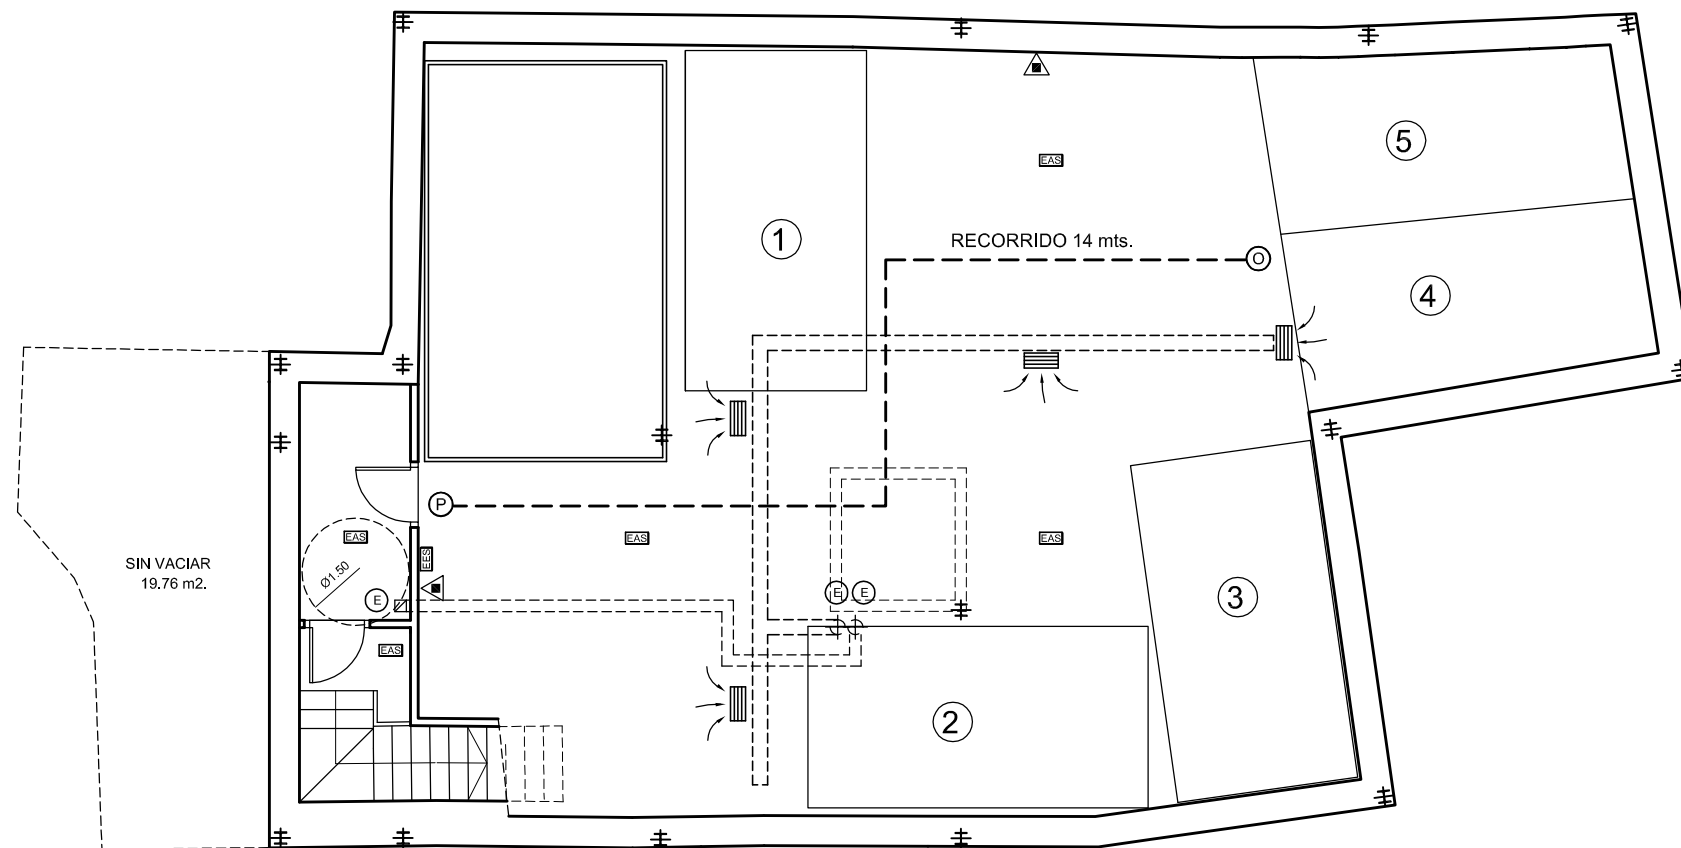 5
EAS
1
RECORRIDO 14 mts.
O
4
P
EAS
EAS
EAS
EES
SIN VACIAR
19.76 m2.
Ø1.50
E
E
E
3
EAS
2